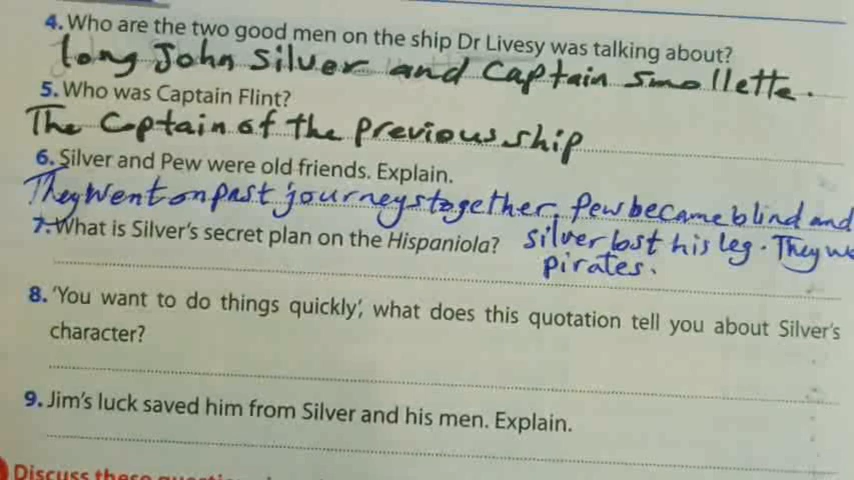 4. Who are the two good men on the ship Dr Livesy was talking about?
Long John Silver and Captain Smollette.
5. Who was Captain Flint?
The Captain of the previous ship
6. Silver and Pew were old friends. Explain.
They went on past journeys together. Pew became blind and
7. What is Silver's secret plan on the Hispaniola?
Silver lost his leg. They
pirates.
8. 'You want to do things quickly', what does this quotation tell you about Silver's
character?
9. Jim's luck saved him from Silver and his men. Explain.
Discuss these